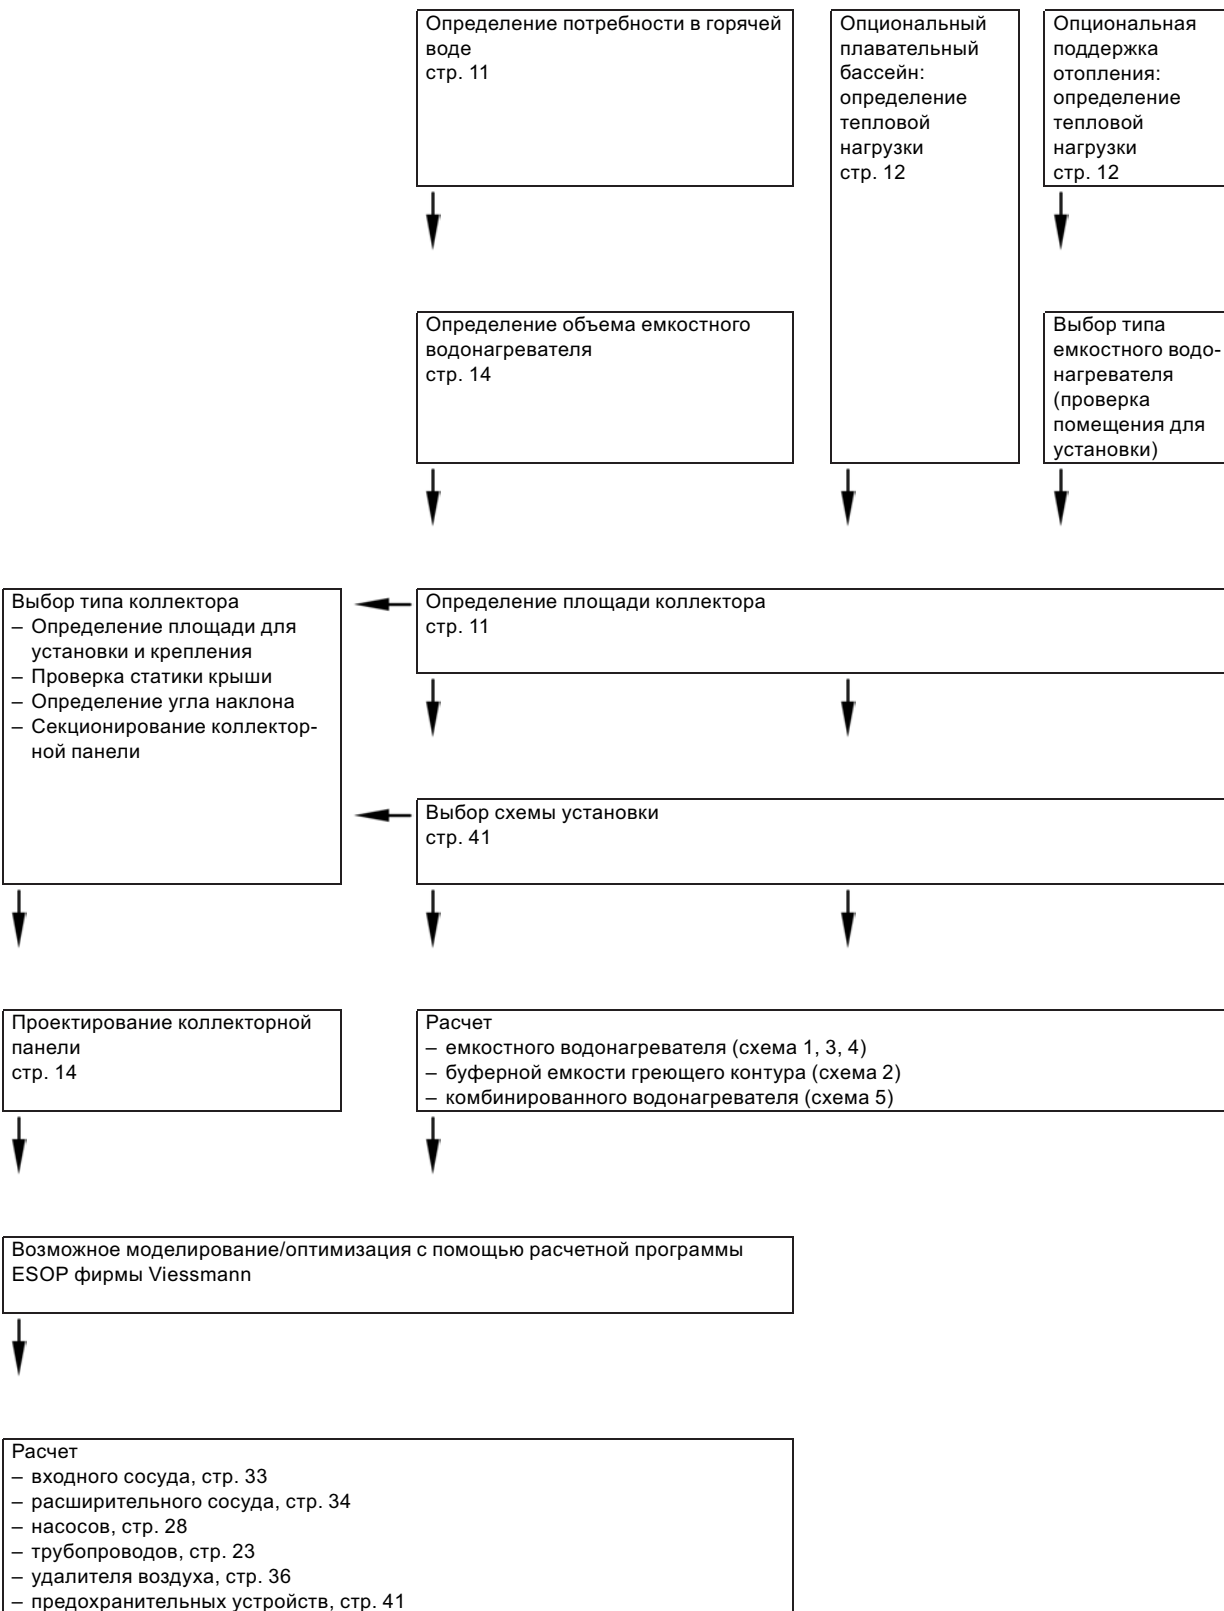 Определение потребности в горячей
воде
стр. 11
Опциональный
плавательный
бассейн:
определение
тепловой
нагрузки
стр. 12
Опциональная
поддержка
отопления:
определение
тепловой
нагрузки
стр. 12
Определение объема емкостного
водонагревателя
стр. 14
Выбор типа
емкостного водо-
нагревателя
(проверка
помещения для
установки)
Выбор типа коллектора
– Определение площади для
установки и крепления
– Проверка статики крыши
– Определение угла наклона
– Секционирование коллектор-
ной панели
Определение площади коллектора
стр. 11
Выбор схемы установки
стр. 41
Проектирование коллекторной
панели
стр. 14
Расчет
– емкостного водонагревателя (схема 1, 3, 4)
– буферной емкости греющего контура (схема 2)
– комбинированного водонагревателя (схема 5)
Возможное моделирование/оптимизация с помощью расчетной программы
ESOP фирмы Viessmann
Расчет
– входного сосуда, стр. 33
– расширительного сосуда, стр. 34
– насосов, стр. 28
– трубопроводов, стр. 23
– удалителя воздуха, стр. 36
– предохранительных устройств, стр. 41